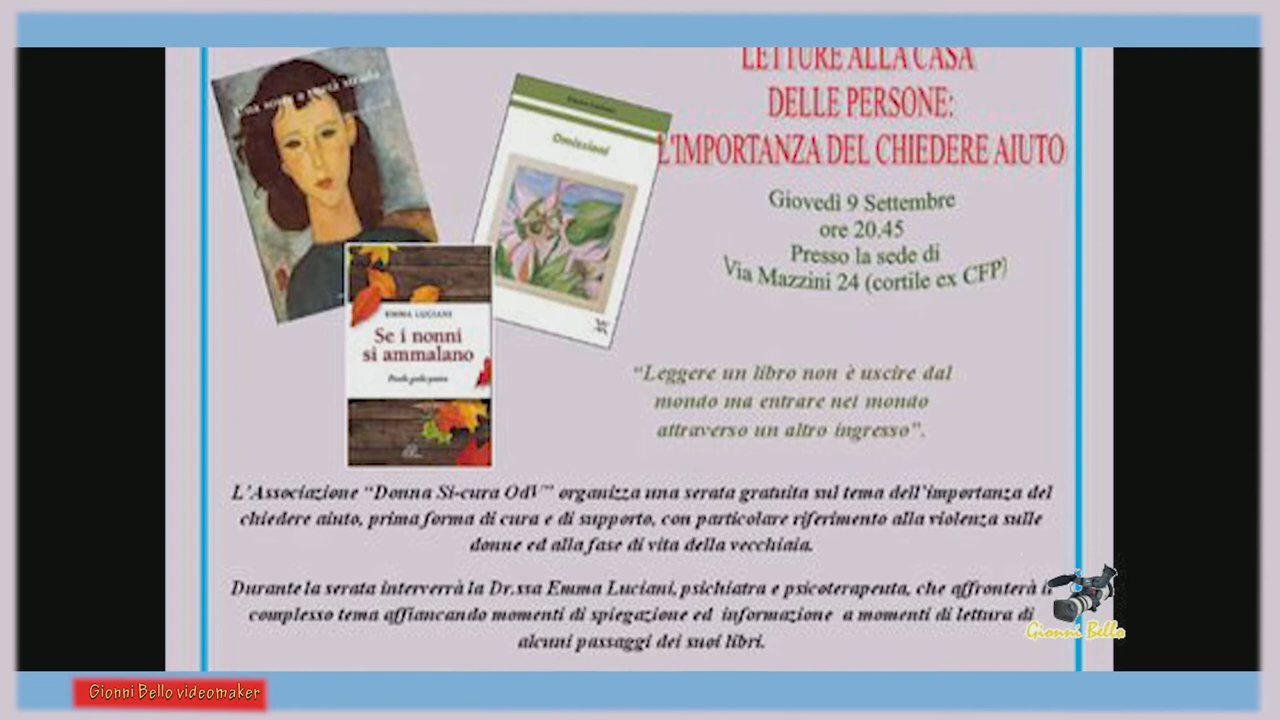 LETTURE ALLA CASA
DELLE PERSONE:
L'IMPORTANZA DEL CHIEDERE AIUTO
Giovedì 9 Settembre
ore 20.45
Presso la sede di
Via Mazzini 24 (cortile ex CFP)
Omissioni
EMMA LUCIANI
Se i nonni
si ammalano
“Leggere un libro non è uscire dal
mondo ma entrare nel mondo
attraverso un altro ingresso”.
L’Associazione “Donna Si-cura OdV” organizza una serata gratuita sul tema dell’importanza del
chiedere aiuto, prima forma di cura e di supporto, con particolare riferimento alla violenza sulle
donne ed alla fase di vita della vecchiaia.
Durante la serata interverrà la Dr.ssa Emma Luciani, psichiatra e psicoterapeuta, che affronterà
complesso tema affiancando momenti di spiegazione ed informazione a momenti di lettura di
alcuni passaggi dei suoi libri.
Gionni Bello
Gionni Bello videomaker